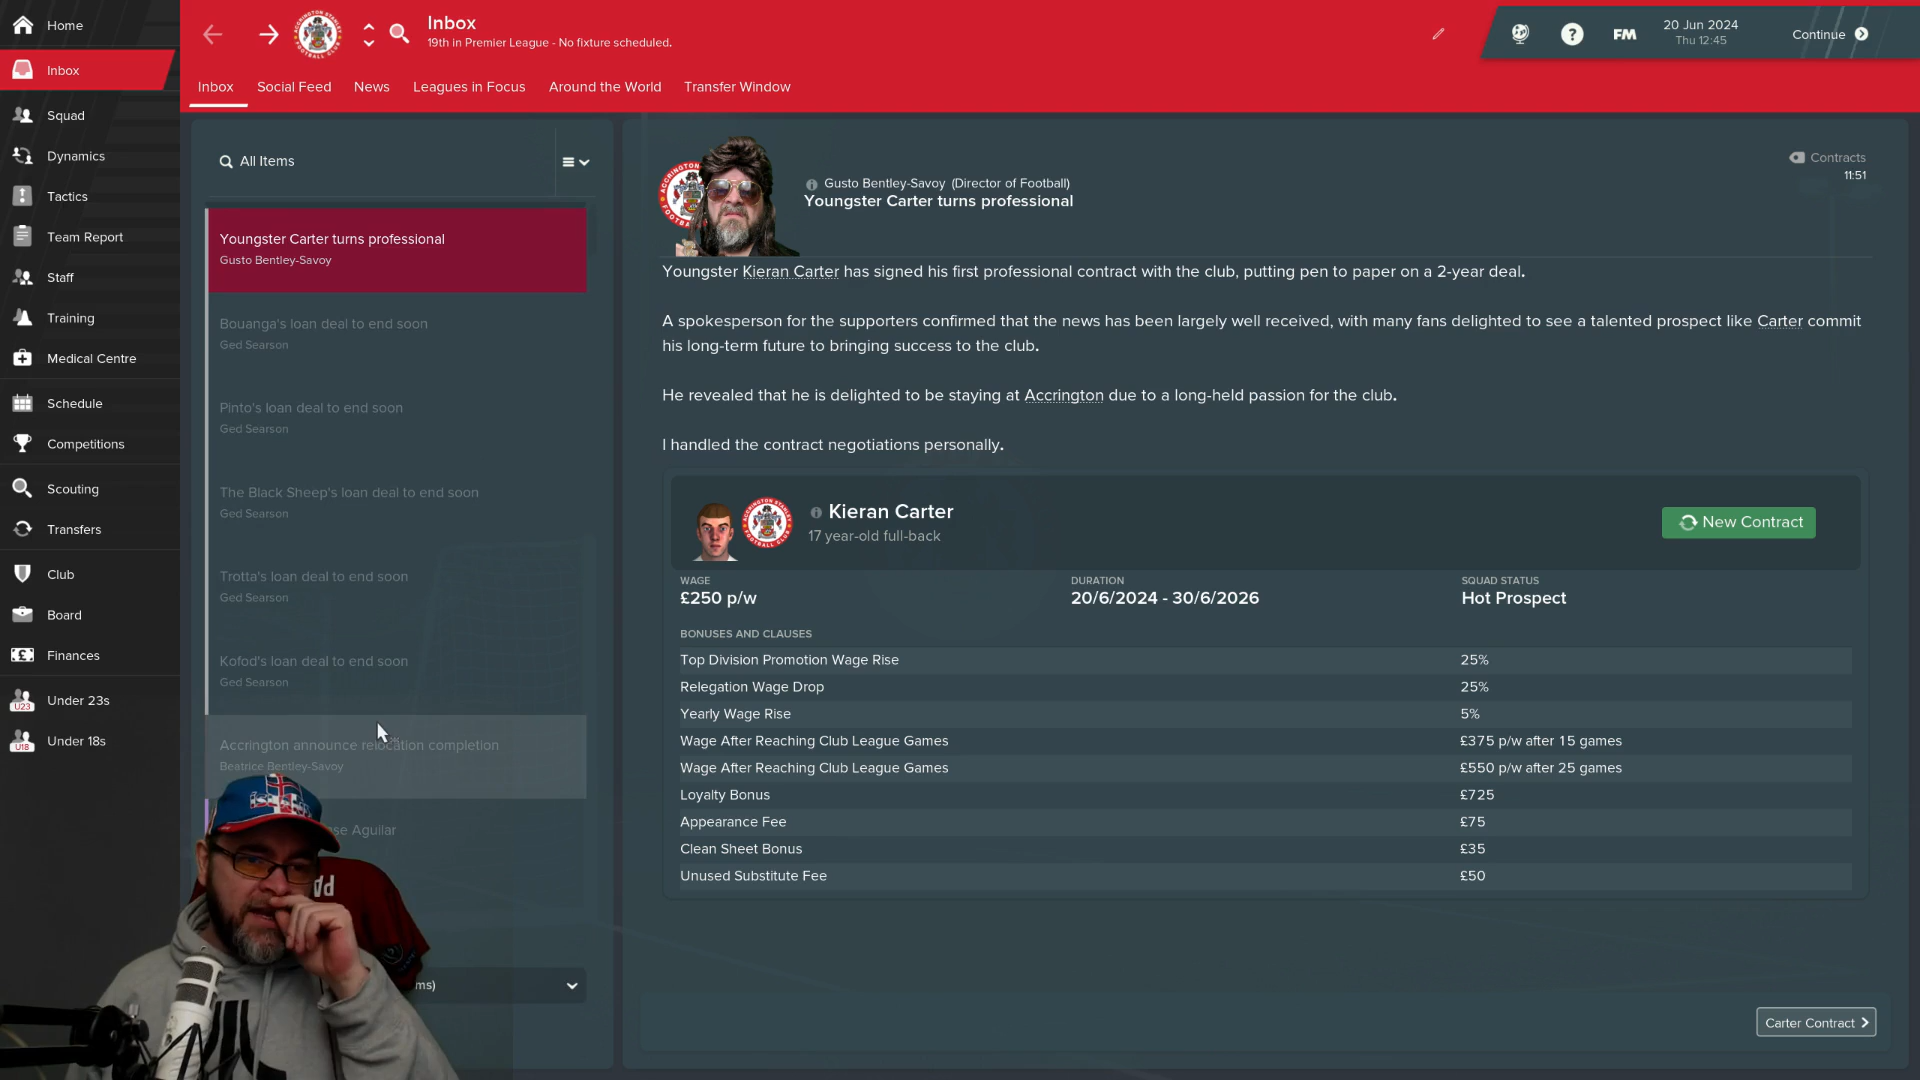 Home
Inbox
Squad
Dynamics
Tactics
Team Report
Staff
Training
Medical Centre
Schedule
Competitions
Scouting
Transfers
Club
Board
Finances
U23
Under 23s
U18
Under 18s
Inbox
19th in Premier League - No fixture scheduled.
FM
20 Jun 2024
Thu 12:45
Continue
Inbox
Social Feed
News
Leagues in Focus
Around the World
Transfer Window
All Items
Youngster Carter turns professional
Gusto Bentley-Savoy
Bouanga's loan deal to end soon
Ged Searson
Pinto's loan deal to end soon
Ged Searson
The Black Sheep's loan deal to end soon
Ged Searson
Trotta's loan deal to end soon
Ged Searson
Kofod's loan deal to end soon
Ged Searson
Accrington announce relocation completion
Beatrice Bentley-Savoy
Aguilar
Gusto Bentley-Savoy (Director of Football)
Youngster Carter turns professional
Contracts
11:51
Youngster Kieran Carter has signed his first professional contract with the club, putting pen to paper on a 2-year deal.
A spokesperson for the supporters confirmed that the news has been largely well received, with many fans delighted to see a talented prospect like Carter commit
his long-term future to bringing success to the club.
He revealed that he is delighted to be staying at Accrington due to a long-held passion for the club.
I handled the contract negotiations personally.
Kieran Carter
17 year-old full-back
New Contract
WAGE
£250 p/w
DURATION
20/6/2024 - 30/6/2026
SQUAD STATUS
Hot Prospect
BONUSES AND CLAUSES
Top Division Promotion Wage Rise 25%
Relegation Wage Drop 25%
Yearly Wage Rise 5%
Wage After Reaching Club League Games £375 p/w after 15 games
Wage After Reaching Club League Games £550 p/w after 25 games
Loyalty Bonus £725
Appearance Fee £75
Clean Sheet Bonus £35
Unused Substitute Fee £50
Carter Contract